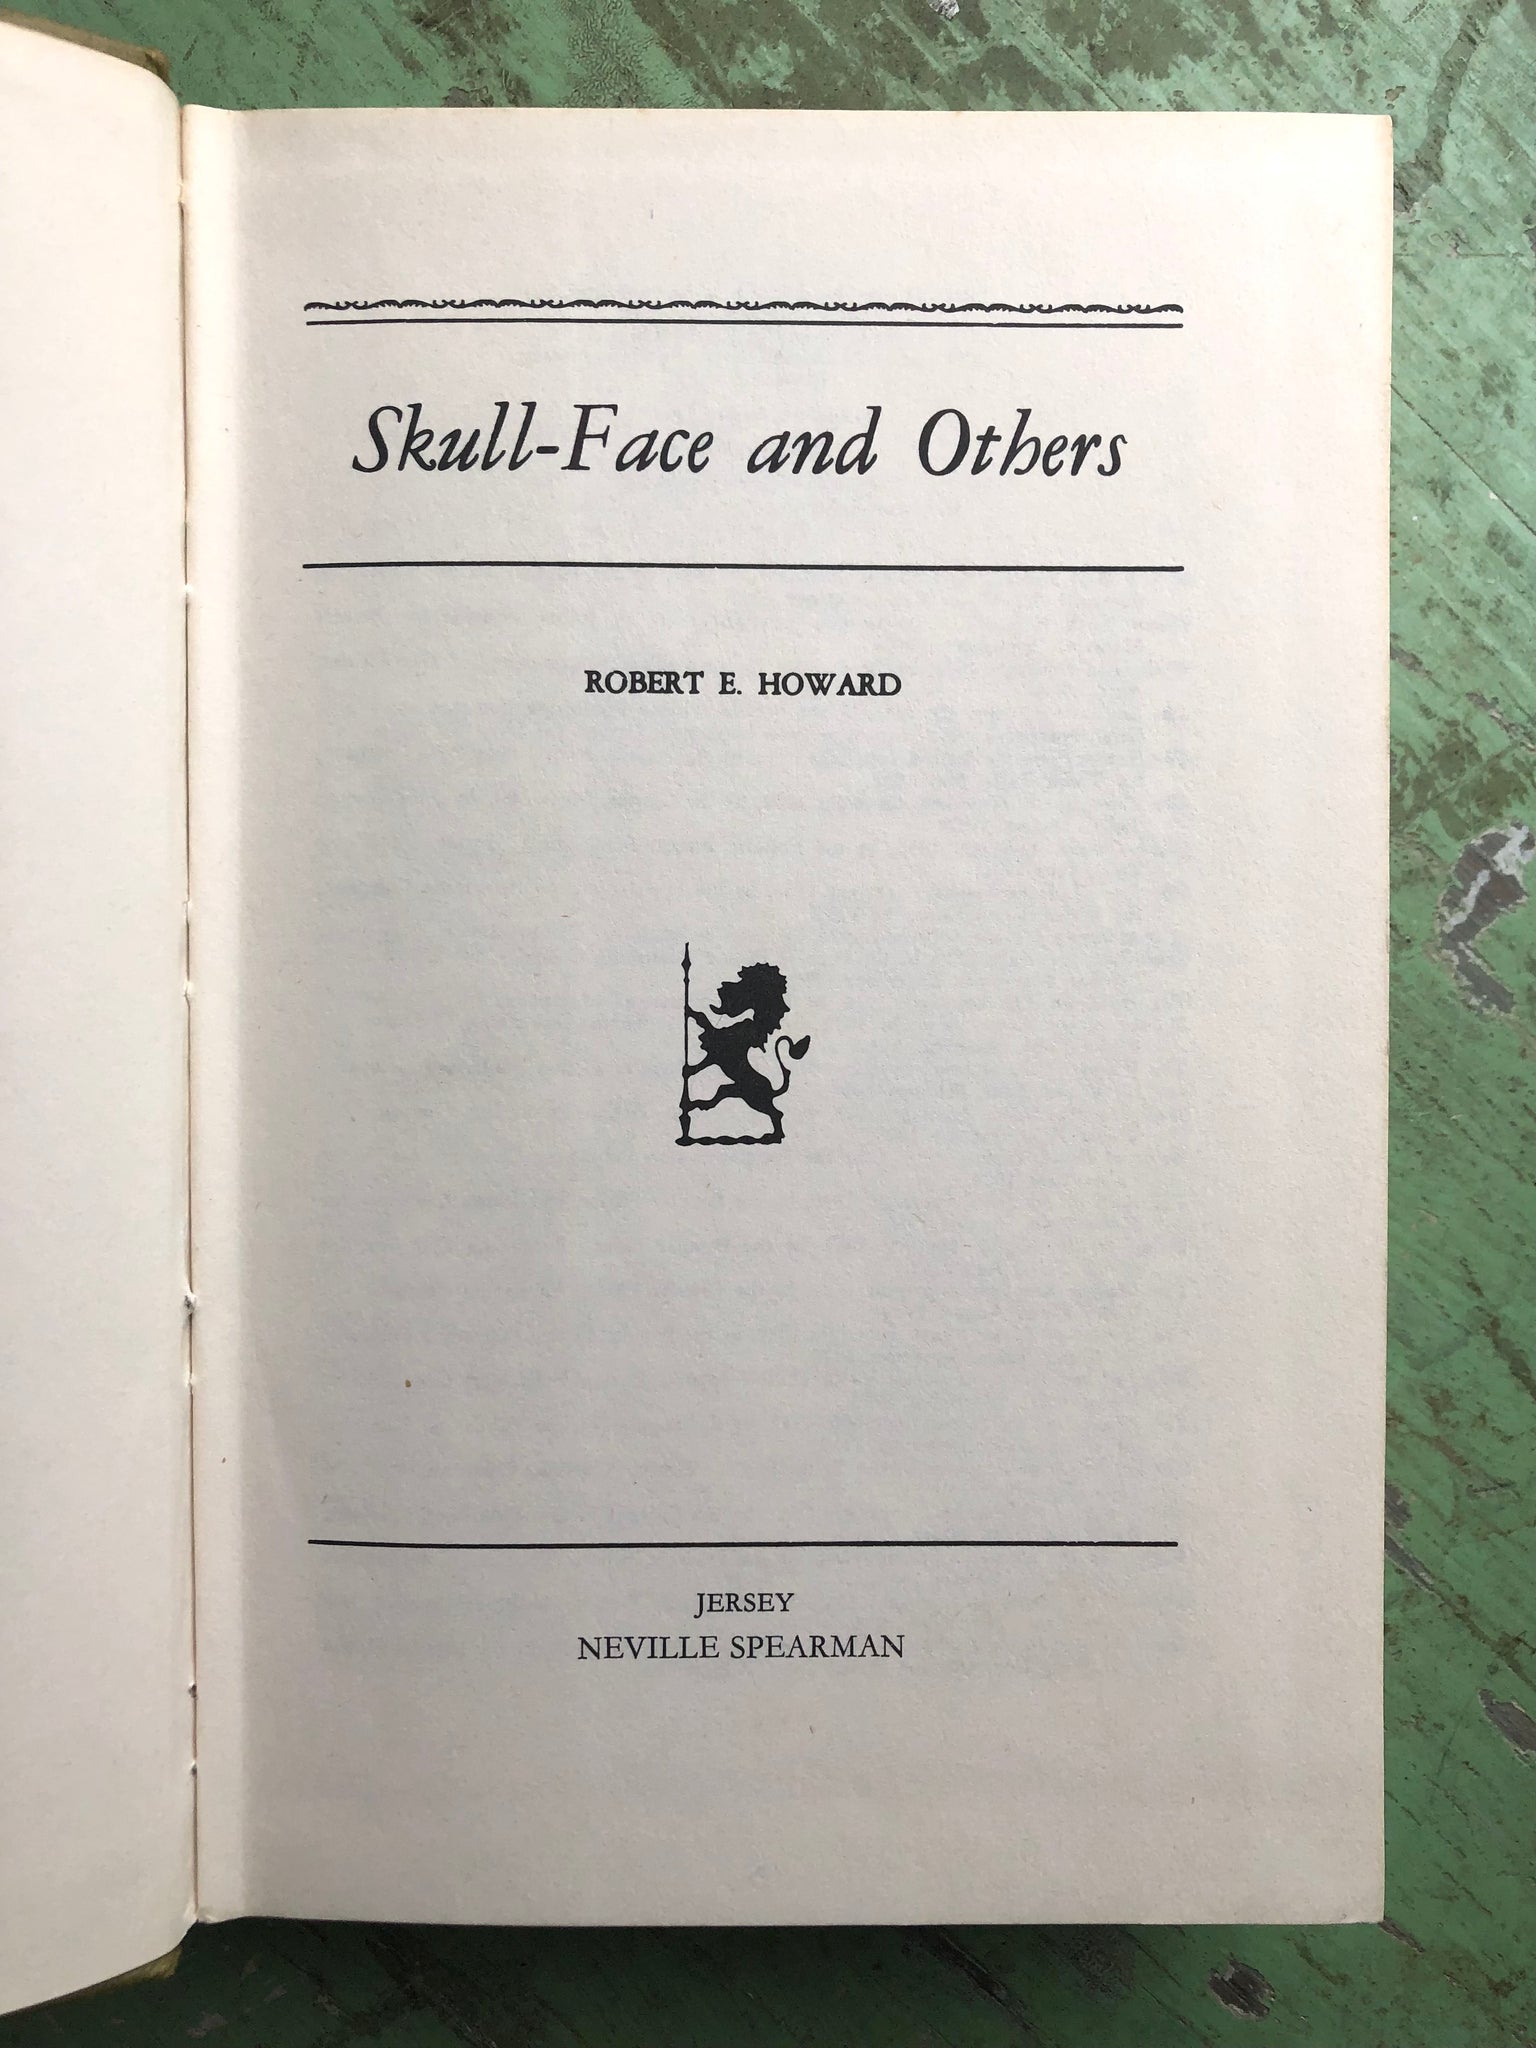 Skull-Face and Others
ROBERT E. HOWARD
JERSEY
NEVILLE SPEARMAN